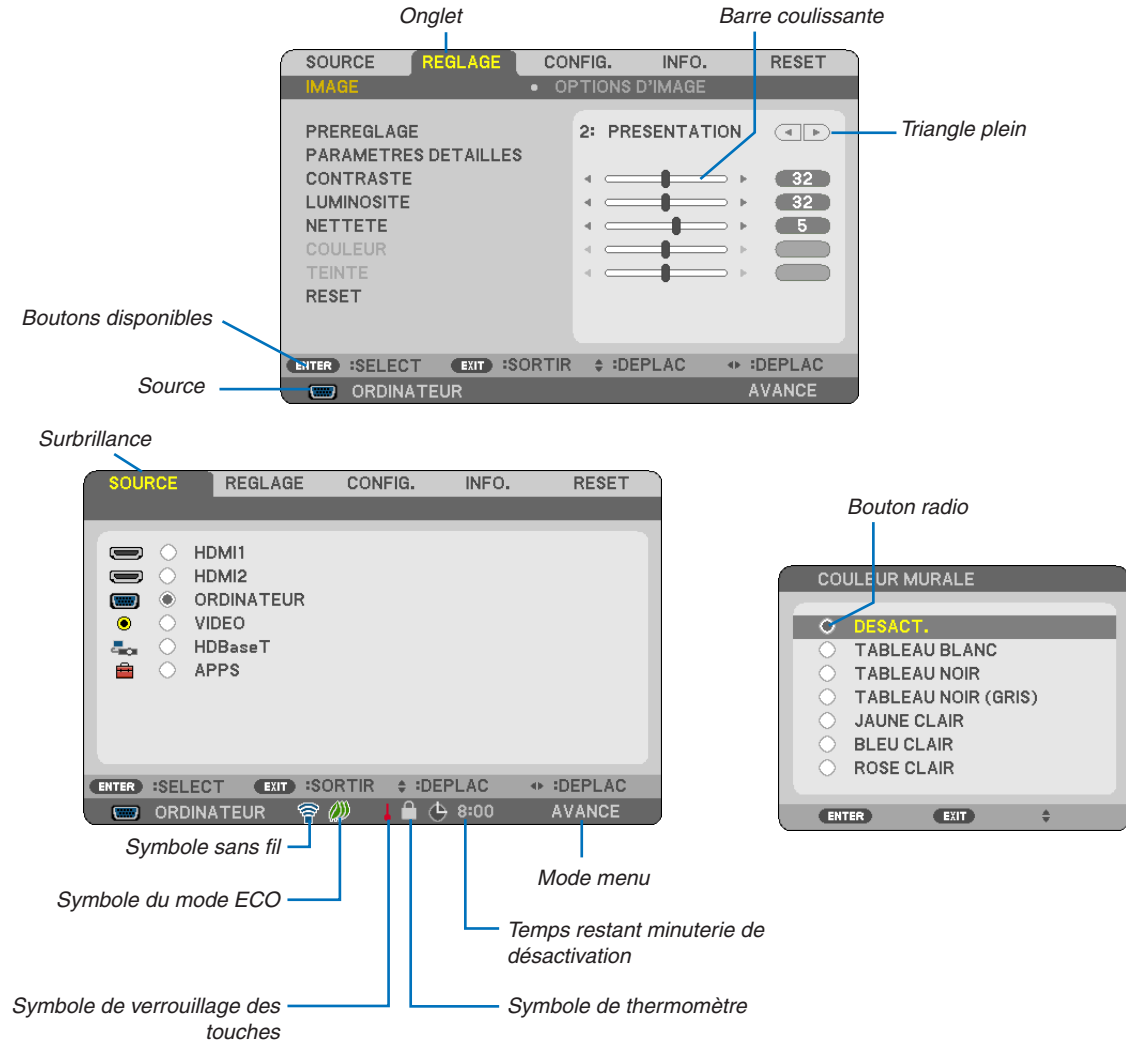 Onglet
Barre coulissante
SOURCE REGLAGE CONFIG. INFO. RESET
IMAGE • OPTIONS D'IMAGE
PREREGLAGE 2: PRESENTATION
Triangle plein
PARAMETRES DETAILLES
CONTRASTE 32
LUMINOSITE 32
NETTETE 5
COULEUR
TEINTE
RESET
Boutons disponibles
ENTER :SELECT EXIT :SORTIR :DEPLAC :DEPLAC
Source
ORDINATEUR AVANCE
Surbrillance
SOURCE REGLAGE CONFIG. INFO. RESET
HDMI1
HDMI2
ORDINATEUR
VIDEO
HDBaseT
APPS
ENTER :SELECT EXIT :SORTIR :DEPLAC :DEPLAC
ORDINATEUR 8:00 AVANCE
Bouton radio
COULEUR MURALE
DESACT.
TABLEAU BLANC
TABLEAU NOIR
TABLEAU NOIR (GRIS)
JAUNE CLAIR
BLEU CLAIR
ROSE CLAIR
ENTER EXIT
Symbole sans fil
Mode menu
Symbole du mode ECO
Temps restant minuterie de
désactivation
Symbole de verrouillage des
touches
Symbole de thermomètre